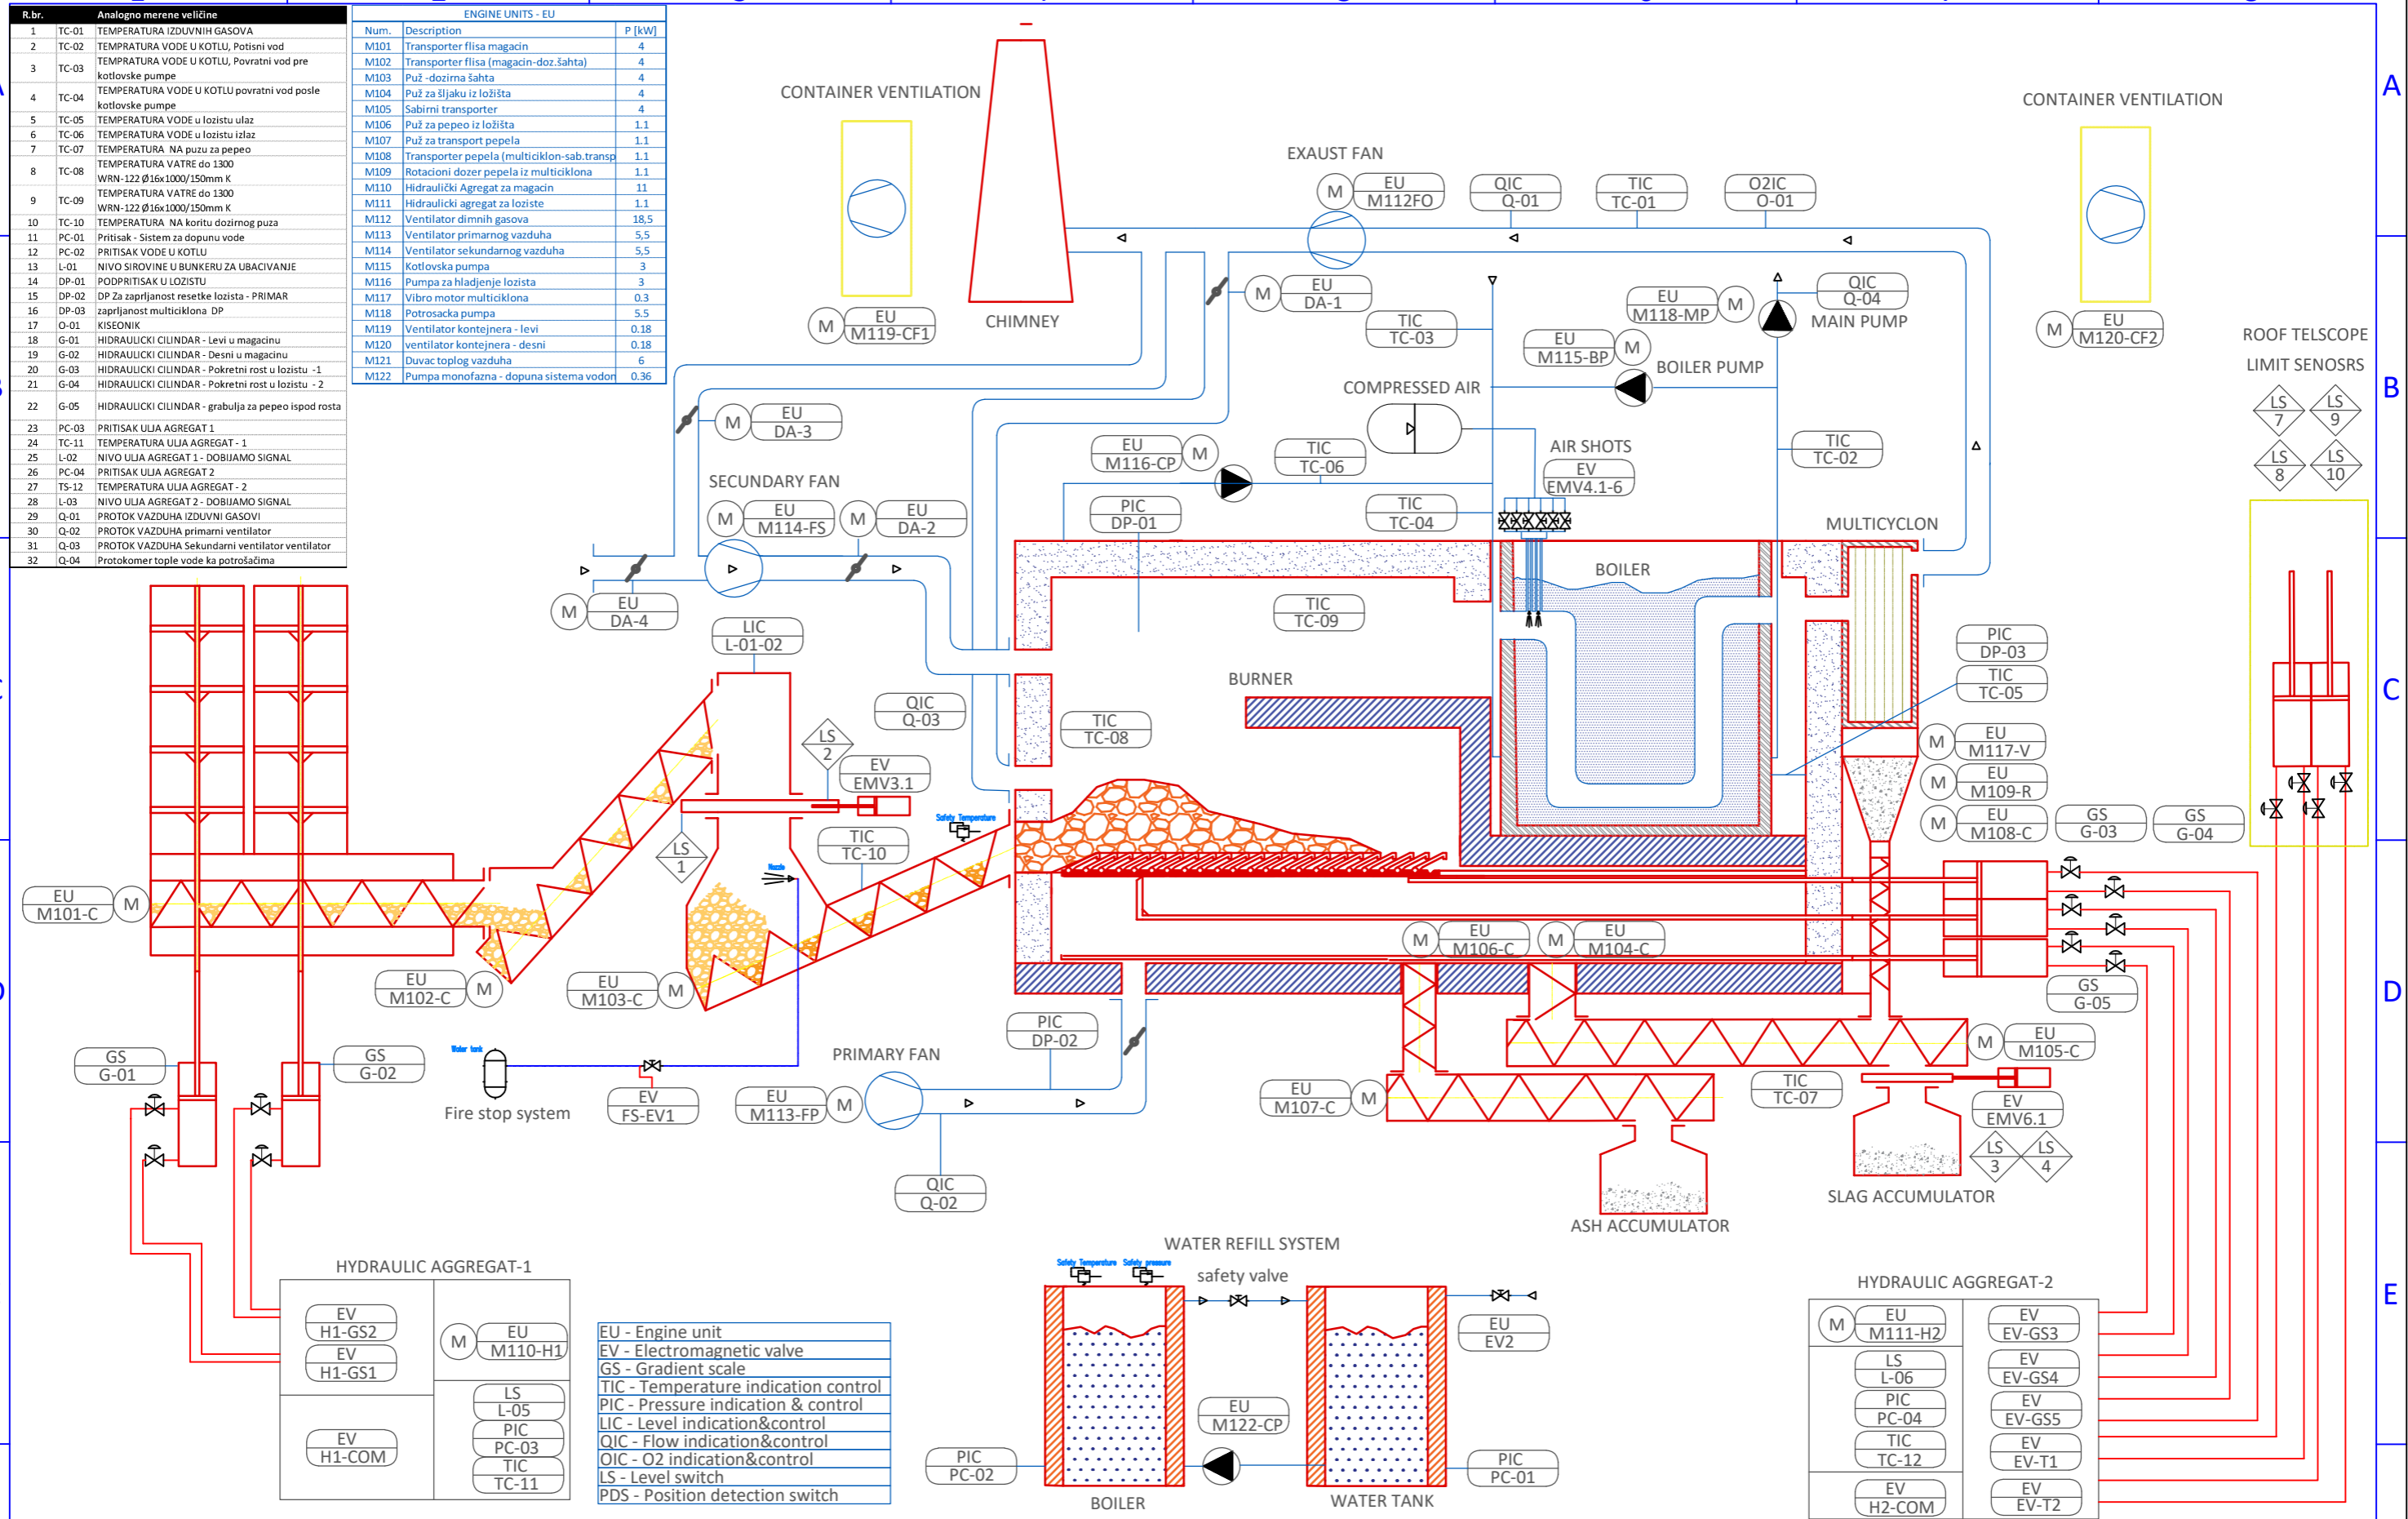 R.br. Analogno merene veličine
1 TC-01 TEMPERATURA IZDUVNIH GASOVA
2 TC-02 TEMPRATURA VODE U KOTLU, Potisni vod
3 TC-03 TEMPRATURA VODE U KOTLU, Povratni vod pre
kotlovske pumpe
4 TC-04 TEMPERATURA VODE U KOTLU povratni vod posle
kotlovske pumpe
5 TC-05 TEMPERATURA VODE u lozistu ulaz
6 TC-06 TEMPERATURA VODE u lozistu izlaz
7 TC-07 TEMPERATURA NA puzu za pepeo
8 TC-08 TEMPERATURA VATRE do 1300
WRN-122 Ø16x1000/150mm K
9 TC-09 TEMPERATURA VATRE do 1300
WRN-122 Ø16x1000/150mm K
10 TC-10 TEMPERATURA NA koritu dozirnog puza
11 PC-01 Pritisak - Sistem za dopunu vode
12 PC-02 PRITISAK VODE U KOTLU
13 L-01 NIVO SIROVINE U BUNKERU ZA UBACIVANJE
14 DP-01 PODPRITISAK U LOZISTU
15 DP-02 DP Za zaprljanost resetke lozista - PRIMAR
16 DP-03 zaprljanost multiciklona DP
17 O-01 KISEONIK
18 G-01 HIDRAULICKI CILINDAR - Levi u magacinu
19 G-02 HIDRAULICKI CILINDAR - Desni u magacinu
20 G-03 HIDRAULICKI CILINDAR - Pokretni rost u lozistu -1
21 G-04 HIDRAULICKI CILINDAR - Pokretni rost u lozistu - 2
22 G-05 HIDRAULICKI CILINDAR - grabulja za pepeo ispod rosta
23 PC-03 PRITISAK ULJA AGREGAT 1
24 TC-11 TEMPERATURA ULJA AGREGAT - 1
25 L-02 NIVO ULJA AGREGAT 1 - DOBIJAMO SIGNAL
26 PC-04 PRITISAK ULJA AGREGAT 2
27 TS-12 TEMPERATURA ULJA AGREGAT - 2
28 L-03 NIVO ULJA AGREGAT 2 - DOBIJAMO SIGNAL
29 Q-01 PROTOK VAZDUHA IZDUVNI GASOVI
30 Q-02 PROTOK VAZDUHA primarni ventilator
31 Q-03 PROTOK VAZDUHA Sekundarni ventilator ventilator
32 Q-04 Protokomer tople vode ka potrošačima
ENGINE UNITS - EU
Num. Description P [kW]
M101 Transporter flisa magacin 4
M102 Transporter flisa (magacin-doz.šahta) 4
M103 Puž -dozirna šahta 4
M104 Puž za šljaku iz ložišta 4
M105 Sabirni transporter 4
M106 Puž za pepeo iz ložišta 1.1
M107 Puž za transport pepela 1.1
M108 Transporter pepela (multiciklon-sab.transp 1.1
M109 Rotacioni dozer pepela iz multiciklona 1.1
M110 Hidraulički Agregat za magacin 11
M111 Hidraulicki agregat za loziste 1.1
M112 Ventilator dimnih gasova 18,5
M113 Ventilator primarnog vazduha 5,5
M114 Ventilator sekundarnog vazduha 5,5
M115 Kotlovska pumpa 3
M116 Pumpa za hladjenje lozista 3
M117 Vibro motor multiciklona 0.3
M118 Potrosacka pumpa 5.5
M119 Ventilator kontejnera - levi 0.18
M120 ventilator kontejnera - desni 0.18
M121 Duvac toplog vazduha 6
M122 Pumpa monofazna - dopuna sistema vodom 0.36
A
A
CONTAINER VENTILATION
M
EU
M119-CF1
CHIMNEY
EXAUST FAN
M
EU
M112FO
QIC
Q-01
TIC
TC-01
O2IC
O-01
CONTAINER VENTILATION
M
EU
M120-CF2
M
EU
DA-1
TIC
TC-03
EU
M118-MP
M
QIC
Q-04
MAIN PUMP
EU
M115-BP
M
BOILER PUMP
ROOF TELSCOPE
LIMIT SENOSRS
LS
7
LS
9
LS
8
LS
10
B
B
M
EU
DA-3
COMPRESSED AIR
AIR SHOTS
EV
EMV4.1-6
TIC
TC-02
EU
M116-CP
M
TIC
TC-06
TIC
TC-04
PIC
DP-01
SECUNDARY FAN
M
EU
M114-FS
M
EU
DA-2
M
EU
DA-4
MULTICYCLON
BOILER
TIC
TC-09
LIC
L-01-02
PIC
DP-03
TIC
TC-05
BURNER
QIC
Q-03
TIC
TC-08
C
C
LS
2
EV
EMV3.1
M
EU
M117-V
M
EU
M109-R
M
EU
M108-C
GS
G-03
GS
G-04
Safety Temperature
LS
1
TIC
TC-10
Nozzle
EU
M101-C
M
EU
M102-C
M
EU
M103-C
M
M
EU
M106-C
M
EU
M104-C
GS
G-05
D
D
GS
G-01
GS
G-02
Water tank
Fire stop system
EV
FS-EV1
PRIMARY FAN
EU
M113-FP
M
PIC
DP-02
QIC
Q-02
M
EU
M105-C
EU
M107-C
M
TIC
TC-07
EV
EMV6.1
LS
3
LS
4
SLAG ACCUMULATOR
ASH ACCUMULATOR
HYDRAULIC AGGREGAT-1
EV
H1-GS2
EV
H1-GS1
M
EU
M110-H1
LS
L-05
PIC
PC-03
TIC
TC-11
EV
H1-COM
EU - Engine unit
EV - Electromagnetic valve
GS - Gradient scale
TIC - Temperature indication control
PIC - Pressure indication & control
LIC - Level indication&control
QIC - Flow indication&control
OIC - O2 indication&control
LS - Level switch
PDS - Position detection switch
WATER REFILL SYSTEM
Safety Temperature
Safety pressure
safety valve
EU
EV2
EU
M122-CP
PIC
PC-02
PIC
PC-01
BOILER
WATER TANK
E
HYDRAULIC AGGREGAT-2
M
EU
M111-H2
EV
EV-GS3
LS
L-06
EV
EV-GS4
PIC
PC-04
EV
EV-GS5
TIC
TC-12
EV
EV-T1
EV
H2-COM
EV
EV-T2